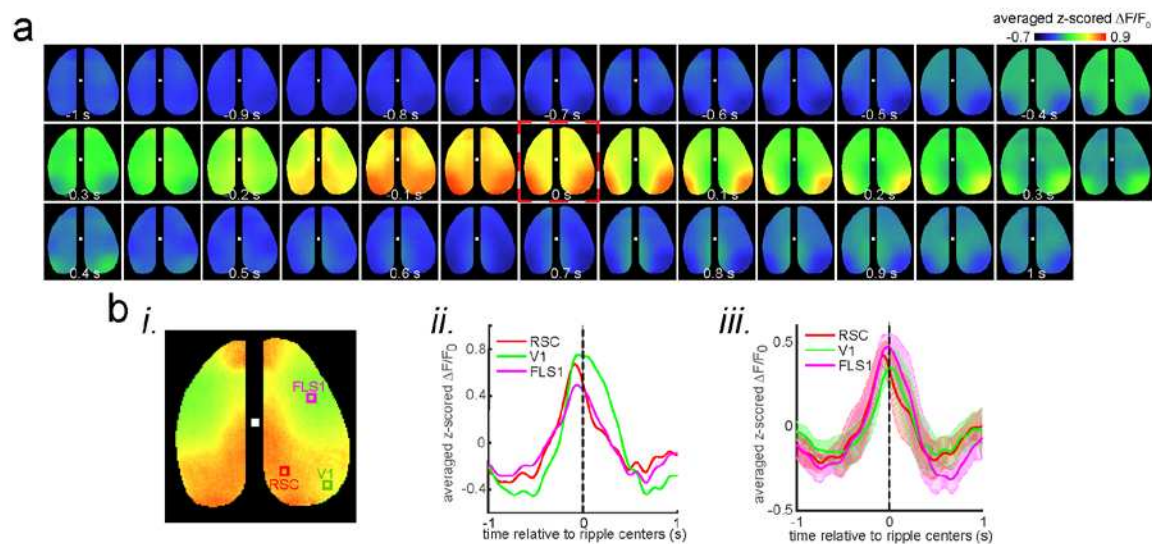 a
averaged z-scored ΔF/F0
-0.7 0.9
-1 s -0.9 s -0.8 s -0.7 s -0.6 s -0.5 s -0.4 s
0.3 s -0.2 s -0.1 s 0 s 0.1 s 0.2 s 0.3 s
0.4 s 0.5 s 0.6 s 0.7 s 0.8 s 0.9 s 1 s
b
i.
FLS1
RSC
V1
ii.
RSC
V1
FLS1
averaged z-scored ΔF/F0
0.8
0.4
0
-0.4
-1 0 1
time relative to ripple centers (s)
iii.
RSC
V1
FLS1
averaged z-scored ΔF/F0
0.5
0
-0.5
-1 0 1
time relative to ripple centers (s)